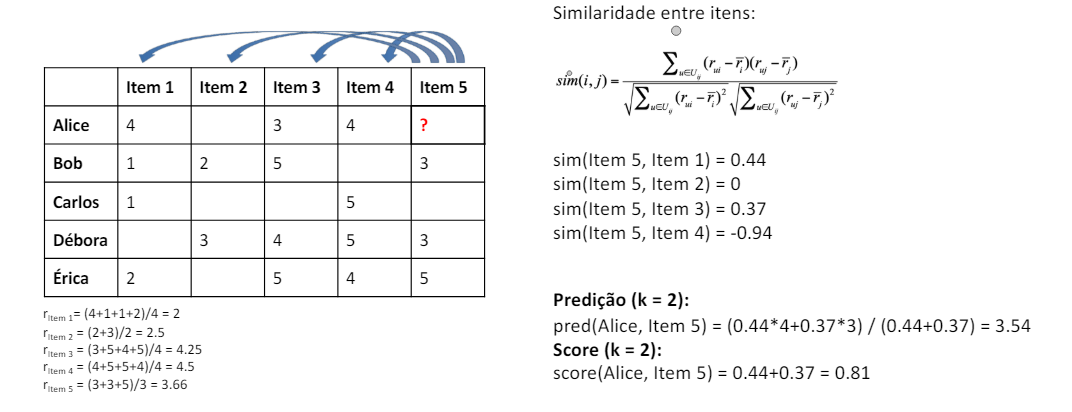 Item 1 Item 2 Item 3 Item 4 Item 5
Alice 4 3 4 ?
Bob 1 2 5 3
Carlos 1 5
Débora 3 4 5 3
Érica 2 5 4 5
rItem 1= (4+1+1+2)/4 = 2
rItem 2 = (2+3)/2 = 2.5
rItem 3 = (3+5+4+5)/4 = 4.25
rItem 4 = (4+5+5+4)/4 = 4.5
rItem 5 = (3+3+5)/3 = 3.66
Similaridade entre itens:
sim(i, j) = ∑u∈Uij (rui − r̅i)(ruj − r̅j) / √∑u∈Uij (rui − r̅i)² √∑u∈Uij (ruj − r̅j)²
sim(Item 5, Item 1) = 0.44
sim(Item 5, Item 2) = 0
sim(Item 5, Item 3) = 0.37
sim(Item 5, Item 4) = -0.94
Predição (k = 2):
pred(Alice, Item 5) = (0.44*4+0.37*3) / (0.44+0.37) = 3.54
Score (k = 2):
score(Alice, Item 5) = 0.44+0.37 = 0.81